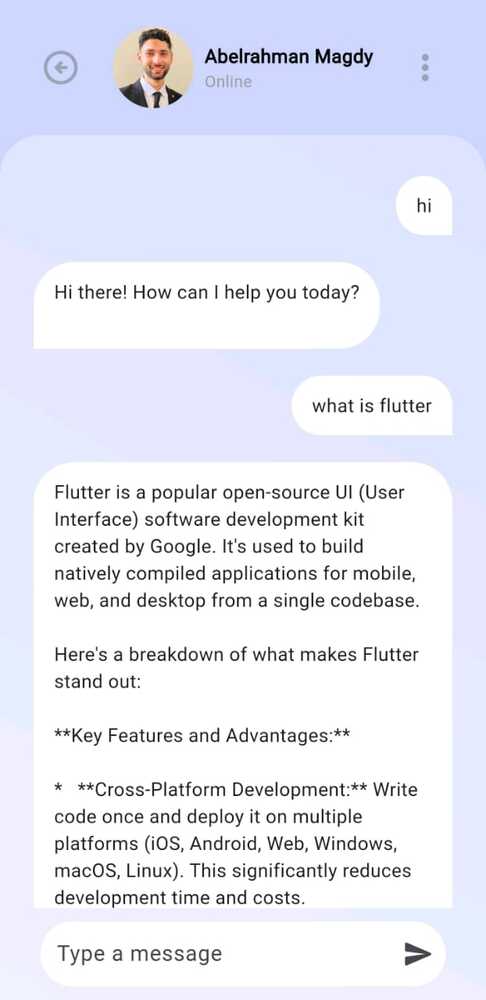 Abelrahman Magdy
Online
hi
Hi there! How can I help you today?
what is flutter
Flutter is a popular open-source UI (User
Interface) software development kit
created by Google. It's used to build
natively compiled applications for mobile,
web, and desktop from a single codebase.
Here's a breakdown of what makes Flutter
stand out:
**Key Features and Advantages:**
*   **Cross-Platform Development:** Write
code once and deploy it on multiple
platforms (iOS, Android, Web, Windows,
macOS, Linux). This significantly reduces
development time and costs.
Type a message